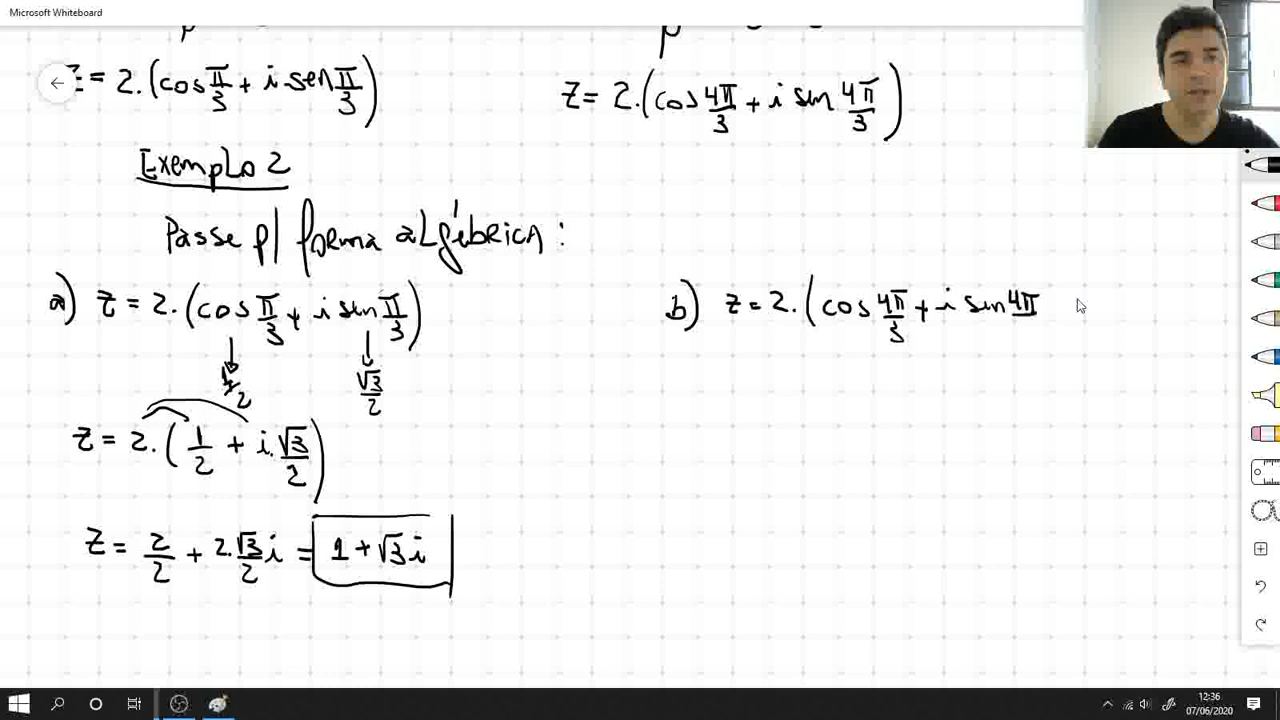 Microsoft Whiteboard
Z = 2.(cos π/3 + i sen π/3)
Z = 2.(cos 4π/3 + i sin 4π/3)
Exemplo 2
Passe p/ forma algébrica:
a) Z = 2.(cos π/3 + i sen π/3)
1/2 √3/2
Z = 2.(1/2 + i.√3/2)
Z = 2/2 + 2.√3/2 i = 1 + √3i
b) Z = 2.(cos 4π/3 + i sen 4π
12:36
07/06/2020